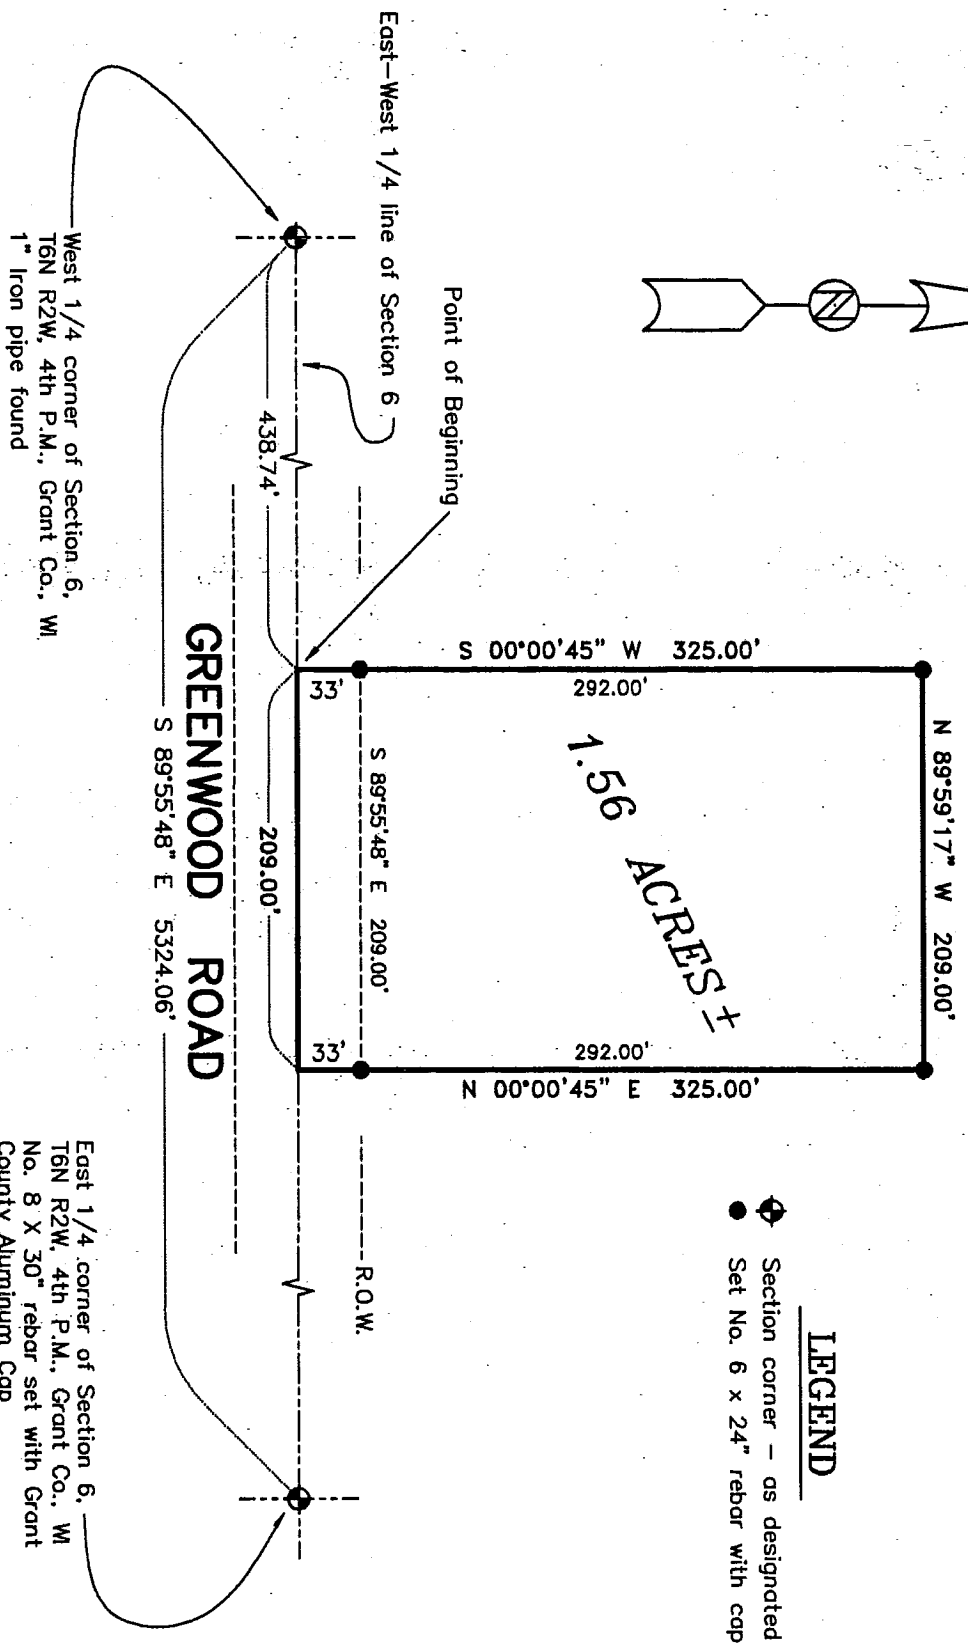 N 89°59'17" W 209.00'
S 00°00'45" W 325.00'
292.00'
N 00°00'45" E 325.00'
292.00'
1.56 ACRES±
LEGEND
Section corner - as designated
Set No. 6 x 24" rebar with cap
Point of Beginning
East-West 1/4 line of Section 6
S 89°55'48" E 209.00'
33'
33'
R.O.W.
438.74'
209.00'
GREENWOOD ROAD
S 89°55'48" E 5324.06'
West 1/4 corner of Section 6,
T6N R2W, 4th P.M., Grant Co., WI
1" Iron pipe found
East 1/4 corner of Section 6,
T6N R2W, 4th P.M., Grant Co., WI
No. 8 X 30" rebar set with Grant
County Aluminum Cap